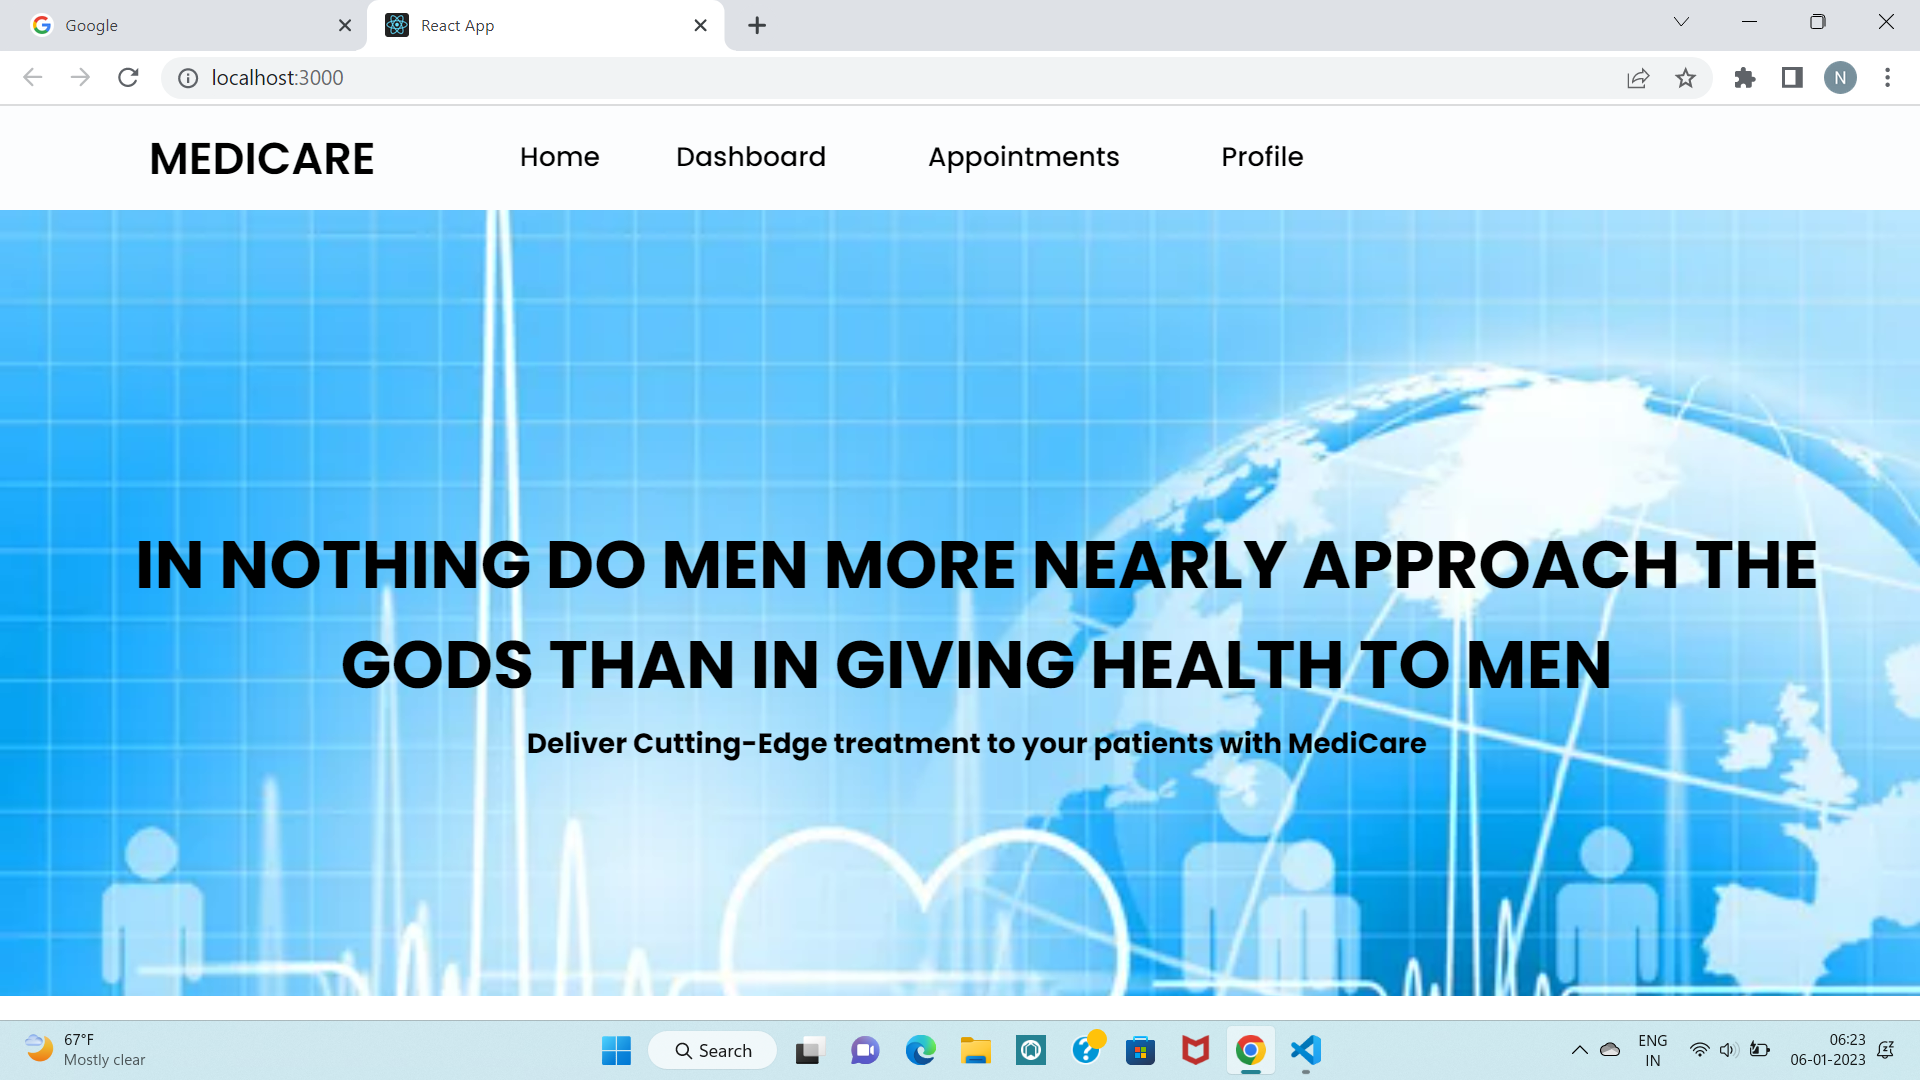 Google
React App
localhost:3000
N
MEDICARE
Home
Dashboard
Appointments
Profile
IN NOTHING DO MEN MORE NEARLY APPROACH THE
GODS THAN IN GIVING HEALTH TO MEN
Deliver Cutting-Edge treatment to your patients with MediCare
67°F
Mostly clear
Search
ENG
IN
06:23
06-01-2023